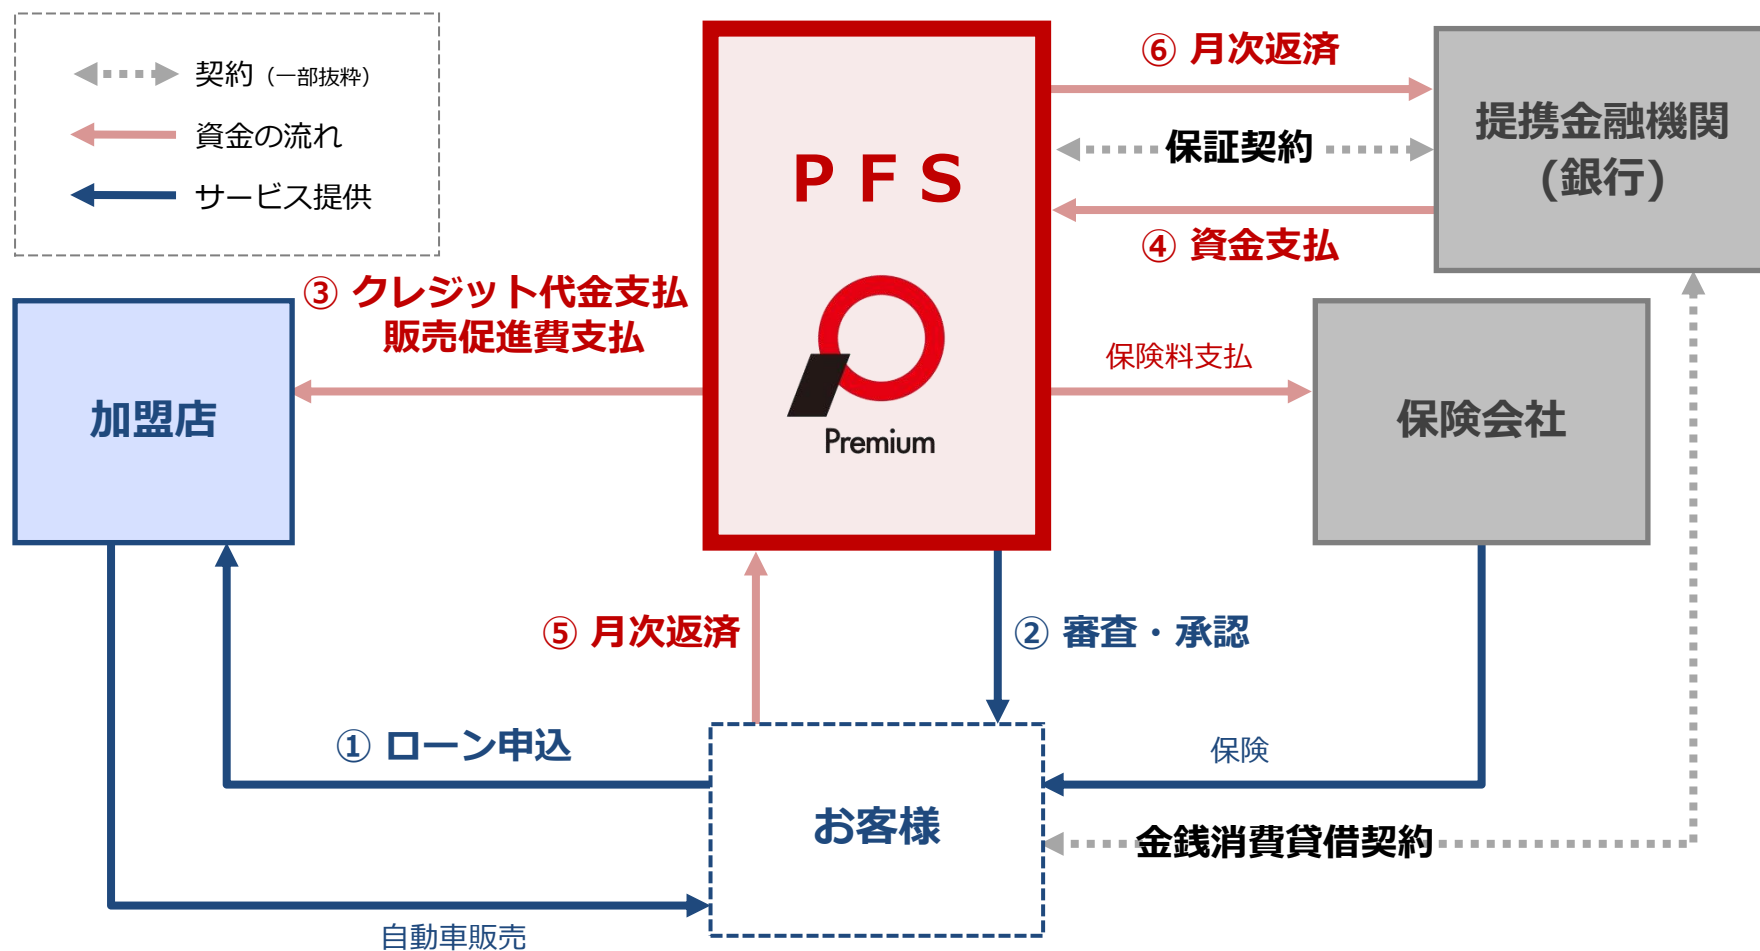 契約（一部抜粋）
資金の流れ
サービス提供
PFS
Premium
⑥ 月次返済
保証契約
④ 資金支払
提携金融機関
(銀行)
③ クレジット代金支払
販売促進費支払
加盟店
保険料支払
保険会社
⑤ 月次返済
② 審査・承認
① ローン申込
保険
お客様
金銭消費貸借契約
自動車販売